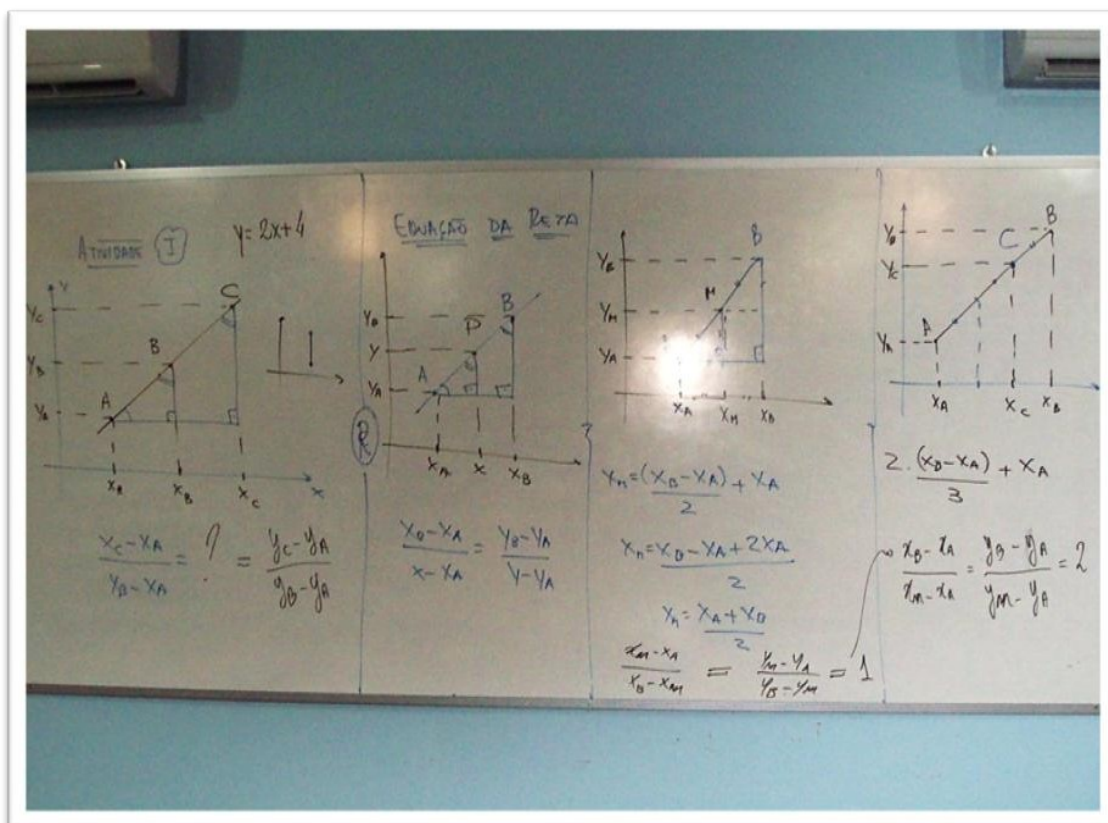 ATIVIDADE I
y=2x+4
Y
C
B
A
Y_C
Y_B
Y_A
X_A
X_B
X_C
X
(X_C-X_A)/(X_B-X_A) = ? = (y_C-y_A)/(y_B-y_A)
EQUAÇÃO DA RETA
B
P
A
Y_B
Y
Y_A
R
X_A
X
X_B
(X_B-X_A)/(X-X_A) = (Y_B-Y_A)/(Y-Y_A)
B
M
Y_B
Y_M
Y_A
X_A
X_M
X_B
X_M=(X_B-X_A)/2 + X_A
X_M=(X_B-X_A+2X_A)/2
X_M=(X_A+X_B)/2
(X_M-X_A)/(X_B-X_M) = (Y_M-Y_A)/(Y_B-Y_M) = 1
B
C
A
Y_B
Y_C
Y_A
X_A
X_C
X_B
2.(X_B-X_A)/3 + X_A
(x_B-x_A)/(x_M-x_A) = (y_B-y_A)/(y_M-y_A) = 2